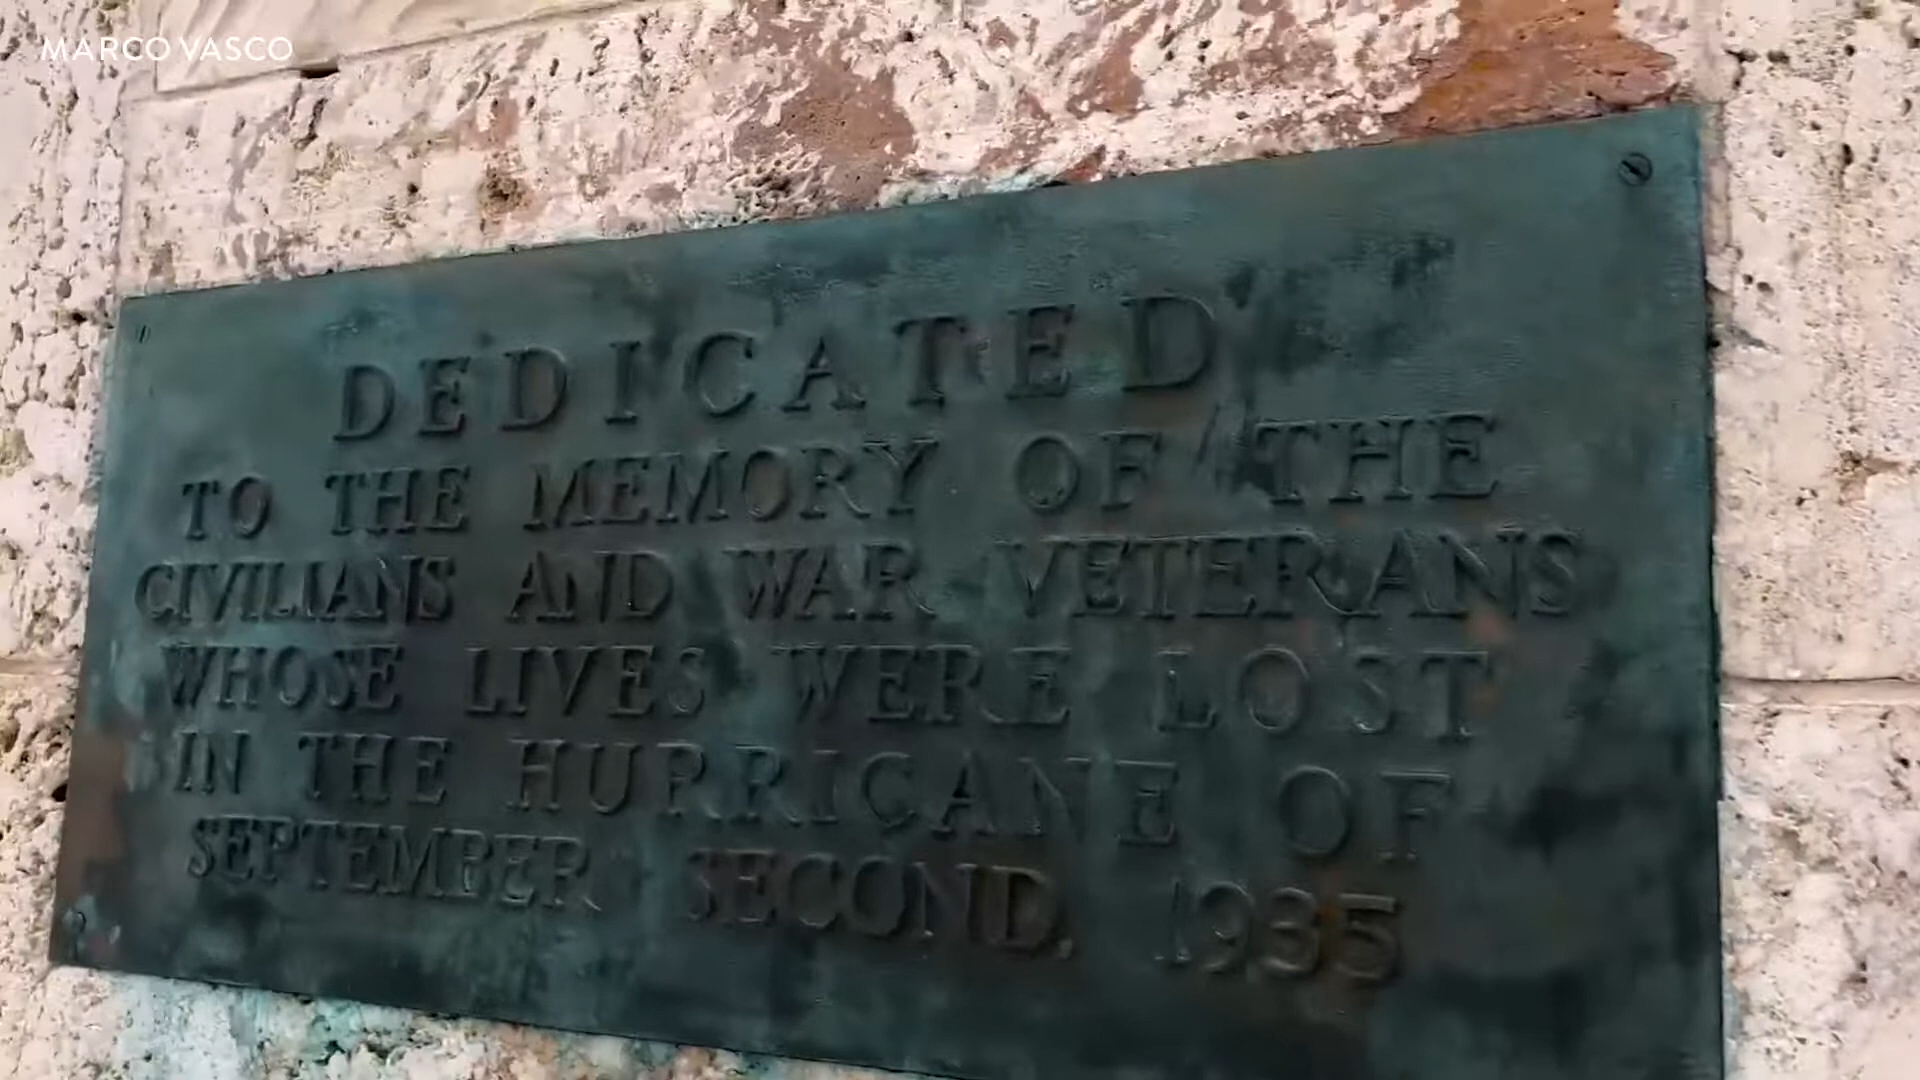 MARCO VASCO
DEDICATED
TO THE MEMORY OF THE
CIVILIANS AND WAR VETERANS
WHOSE LIVES WERE LOST
IN THE HURRICANE OF
SEPTEMBER SECOND, 1935